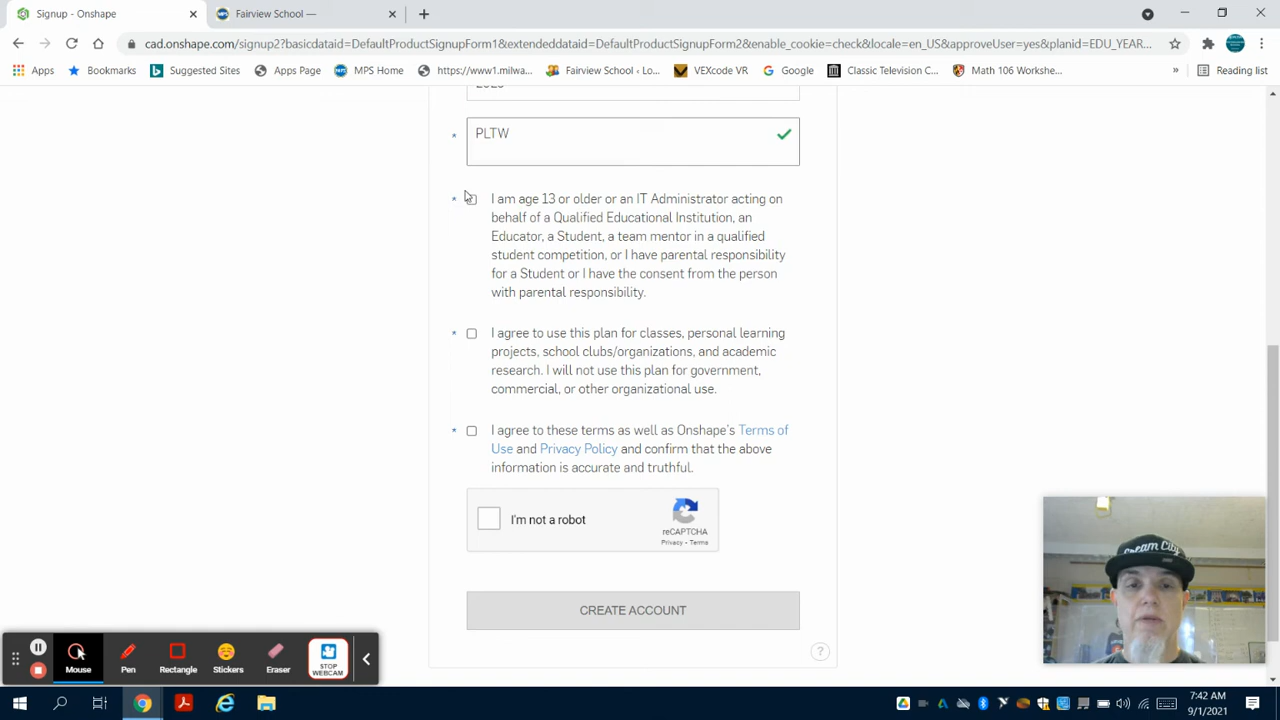 Signup - Onshape
Fairview School —
cad.onshape.com/signup2?basicdataid=DefaultProductSignupForm1&extendeddataid=DefaultProductSignupForm2&enable_cookie=check&locale=en_US&approveUser=yes&planid=EDU_YEAR...
Apps Bookmarks Suggested Sites Apps Page MPS Home https://www1.milwa... Fairview School ‹ Lo... VEXcode VR Google Classic Television C... Math 106 Workshe... » Reading list
PLTW
* I am age 13 or older or an IT Administrator acting on
behalf of a Qualified Educational Institution, an
Educator, a Student, a team mentor in a qualified
student competition, or I have parental responsibility
for a Student or I have the consent from the person
with parental responsibility.
* I agree to use this plan for classes, personal learning
projects, school clubs/organizations, and academic
research. I will not use this plan for government,
commercial, or other organizational use.
* I agree to these terms as well as Onshape's Terms of
Use and Privacy Policy and confirm that the above
information is accurate and truthful.
I'm not a robot
reCAPTCHA
Privacy - Terms
CREATE ACCOUNT
?
Cream City
Mouse Pen Rectangle Stickers Eraser STOP
WEBCAM
7:42 AM
9/1/2021